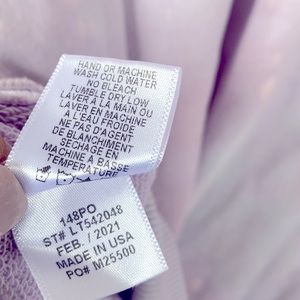 HAND OR MACHINE
WASH COLD WATER
NO BLEACH
TUMBLE DRY LOW
LAVER À LA MAIN OU
LAVER EN MACHINE
À L'EAU FROIDE
NE PAS D'AGENT
DE BLANCHIMENT
SECHAGE EN
MACHINE A BASSE
TEMPERATURE
148PO
ST# LT542048
FEB. / 2021
MADE IN USA
PO# M25500